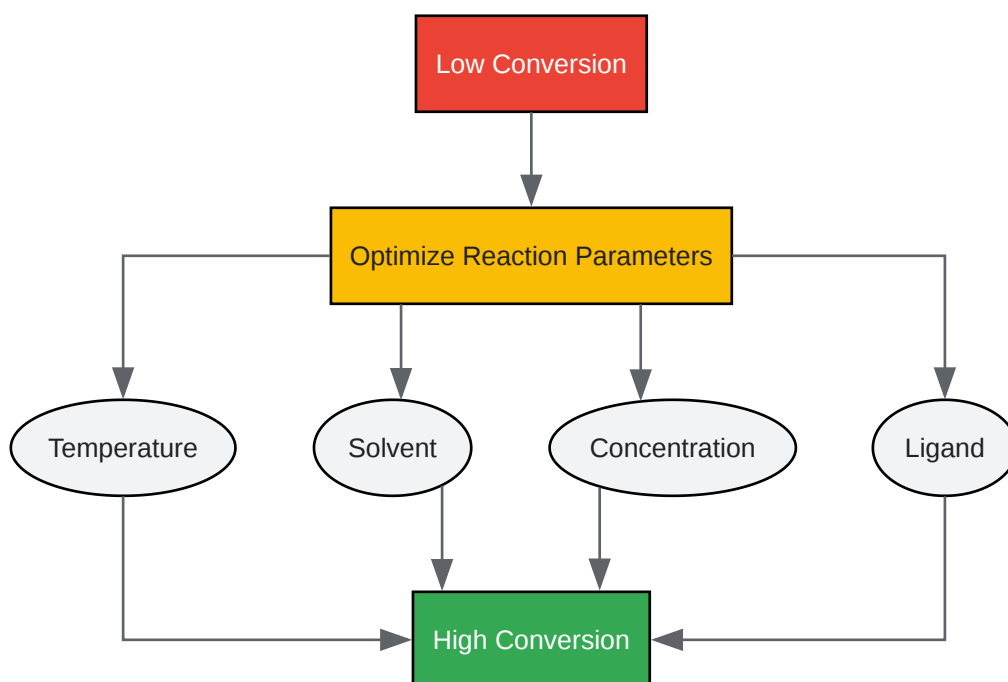 Low Conversion
Optimize Reaction Parameters
Temperature
Solvent
Concentration
Ligand
High Conversion